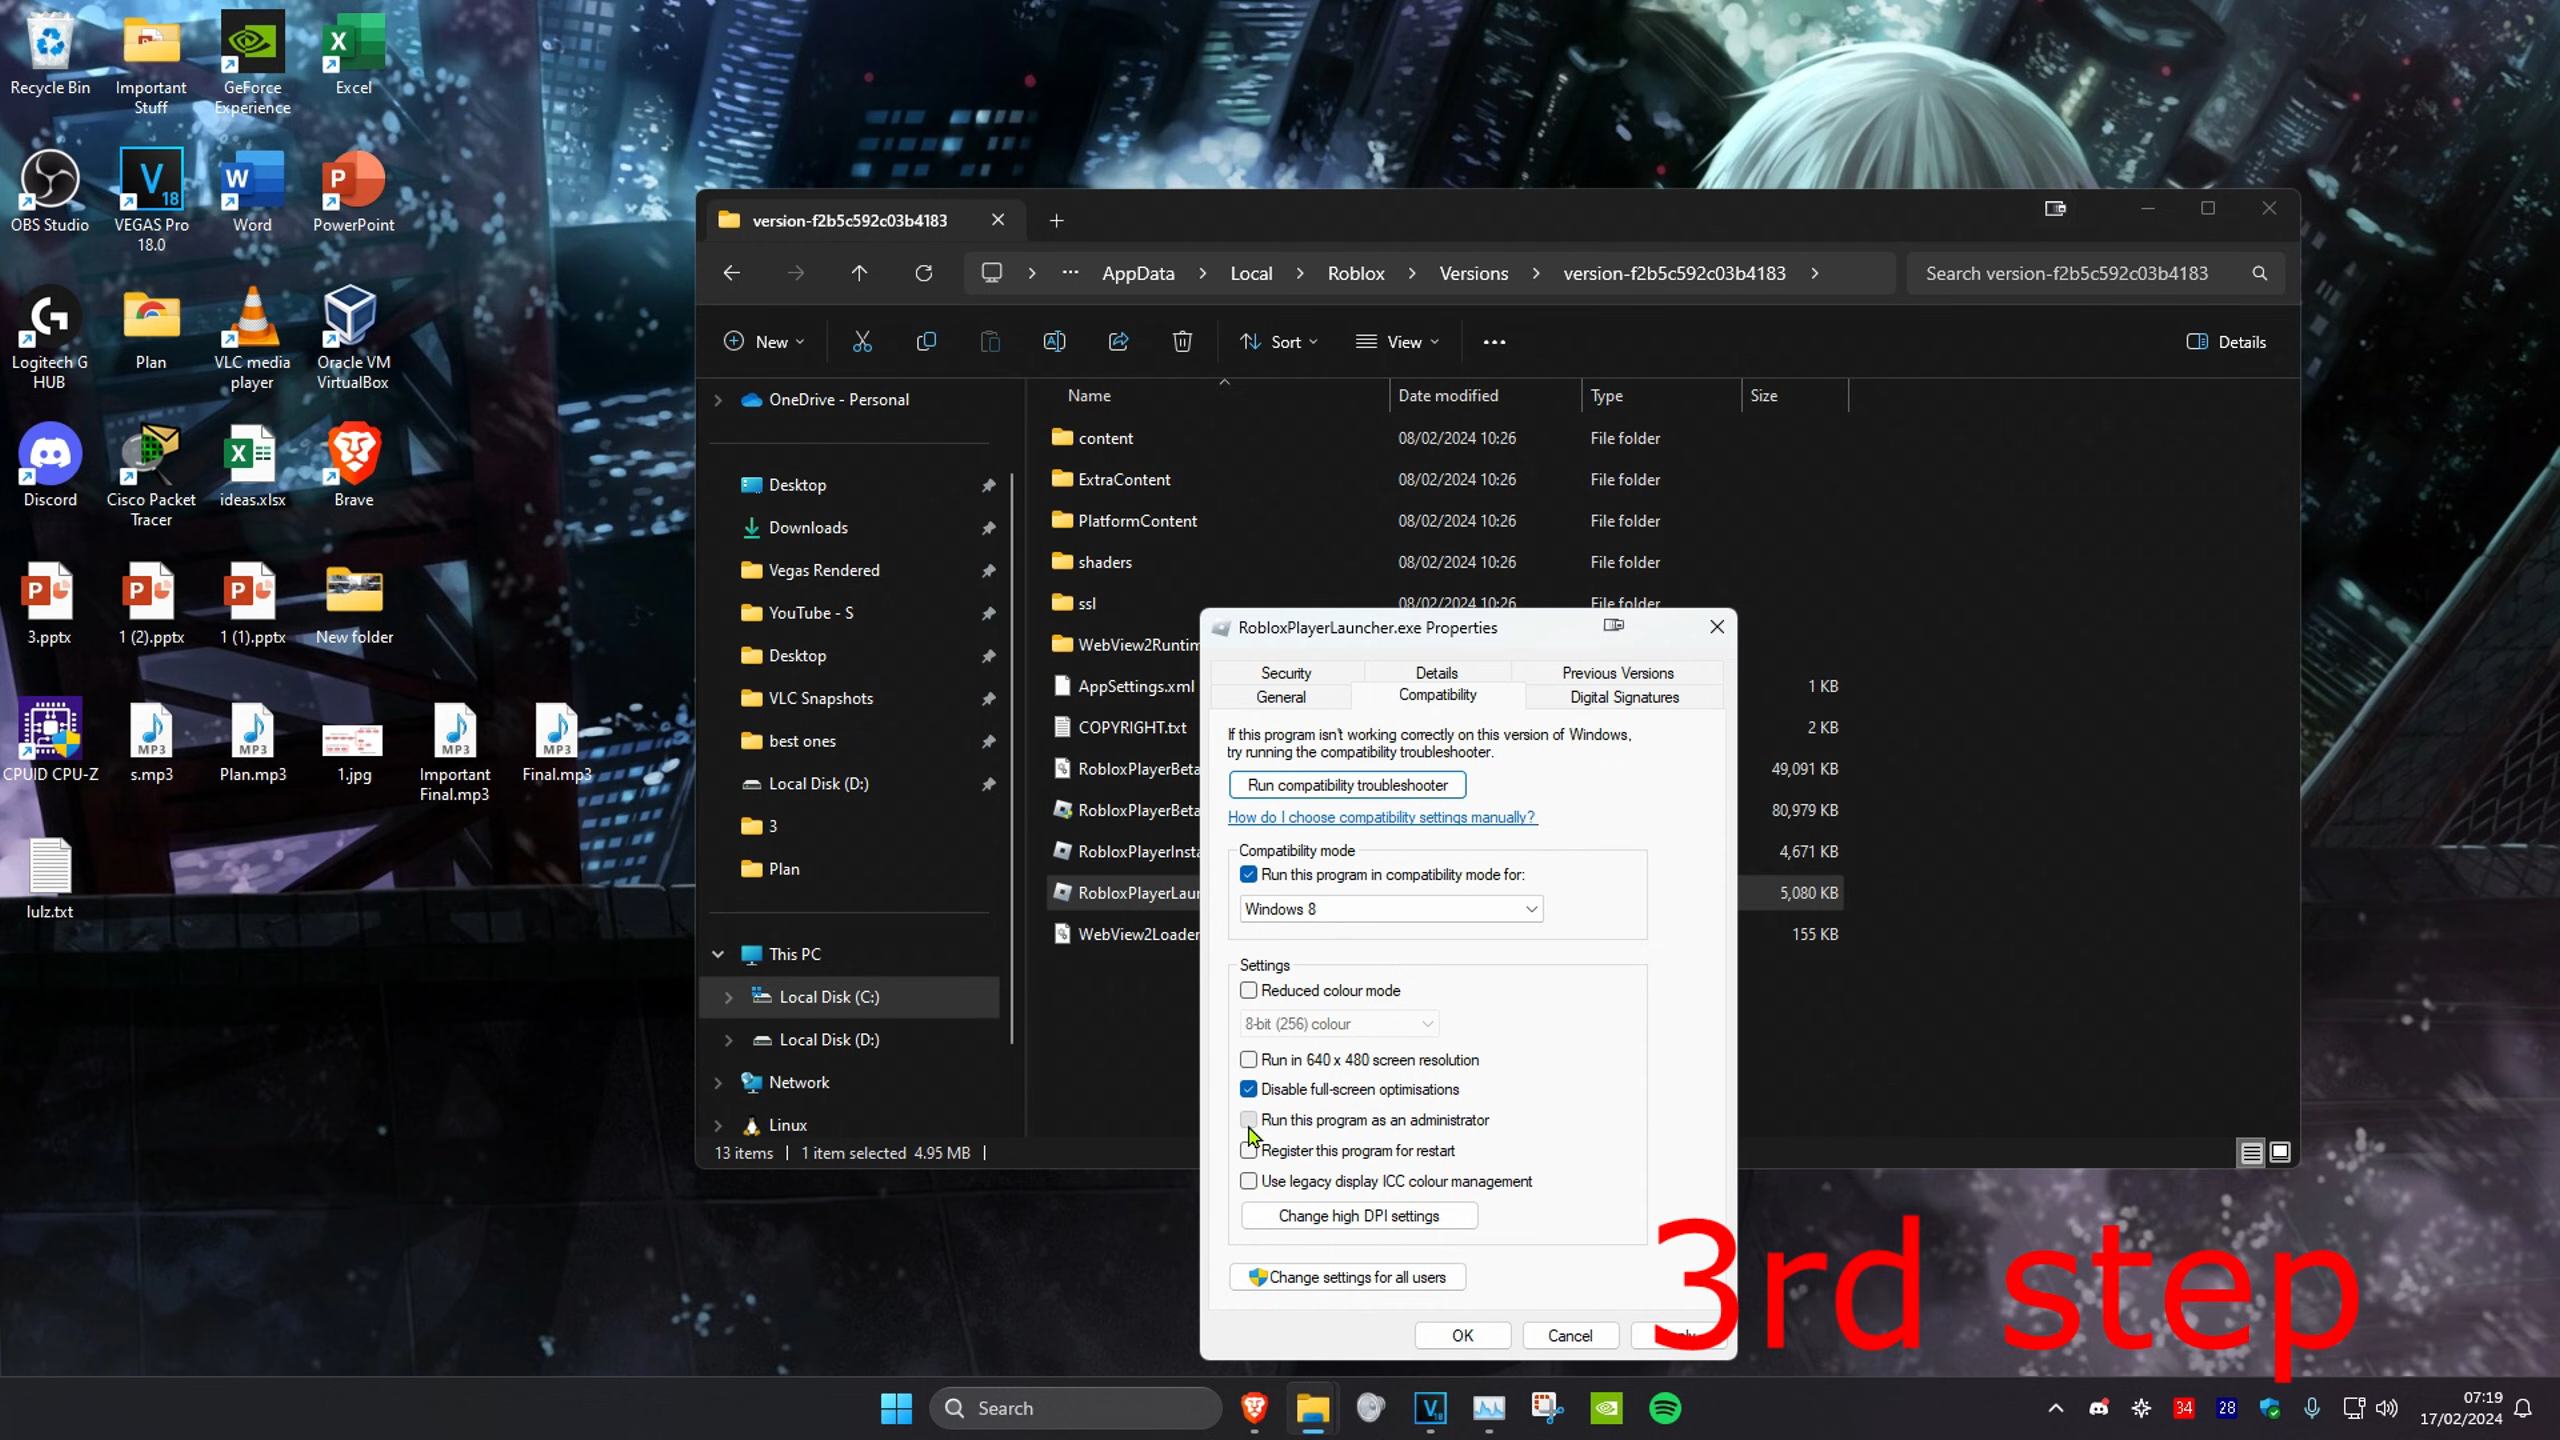 Recycle Bin
Important
Stuff
GeForce
Experience
Excel
OBS Studio
VEGAS Pro
18.0
Word
PowerPoint
Logitech G
HUB
Plan
VLC media
player
Oracle VM
VirtualBox
Discord
Cisco Packet
Tracer
ideas.xlsx
Brave
3.pptx
1 (2).pptx
1 (1).pptx
New folder
CPUID CPU-Z
s.mp3
Plan.mp3
1.jpg
Important
Final.mp3
Final.mp3
lulz.txt
version-f2b5c592c03b4183
AppData
Local
Roblox
Versions
version-f2b5c592c03b4183
Search version-f2b5c592c03b4183
New
Sort
View
Details
OneDrive - Personal
Desktop
Downloads
Vegas Rendered
YouTube - S
Desktop
VLC Snapshots
best ones
Local Disk (D:)
3
Plan
This PC
Local Disk (C:)
Local Disk (D:)
Network
Linux
Name
Date modified
Type
Size
content 08/02/2024 10:26 File folder
ExtraContent 08/02/2024 10:26 File folder
PlatformContent 08/02/2024 10:26 File folder
shaders 08/02/2024 10:26 File folder
ssl 08/02/2024 10:26 File folder
WebView2Runtim
AppSettings.xml 1 KB
COPYRIGHT.txt 2 KB
RobloxPlayerBeta 49,091 KB
RobloxPlayerBeta 80,979 KB
RobloxPlayerInsta 4,671 KB
RobloxPlayerLaun 5,080 KB
WebView2Loader 155 KB
13 items
1 item selected 4.95 MB
RobloxPlayerLauncher.exe Properties
Security
Details
Previous Versions
General
Compatibility
Digital Signatures
If this program isn't working correctly on this version of Windows,
try running the compatibility troubleshooter.
Run compatibility troubleshooter
How do I choose compatibility settings manually?
Compatibility mode
Run this program in compatibility mode for:
Windows 8
Settings
Reduced colour mode
8-bit (256) colour
Run in 640 x 480 screen resolution
Disable full-screen optimisations
Run this program as an administrator
Register this program for restart
Use legacy display ICC colour management
Change high DPI settings
Change settings for all users
OK
Cancel
3rd step
Search
34
28
07:19
17/02/2024